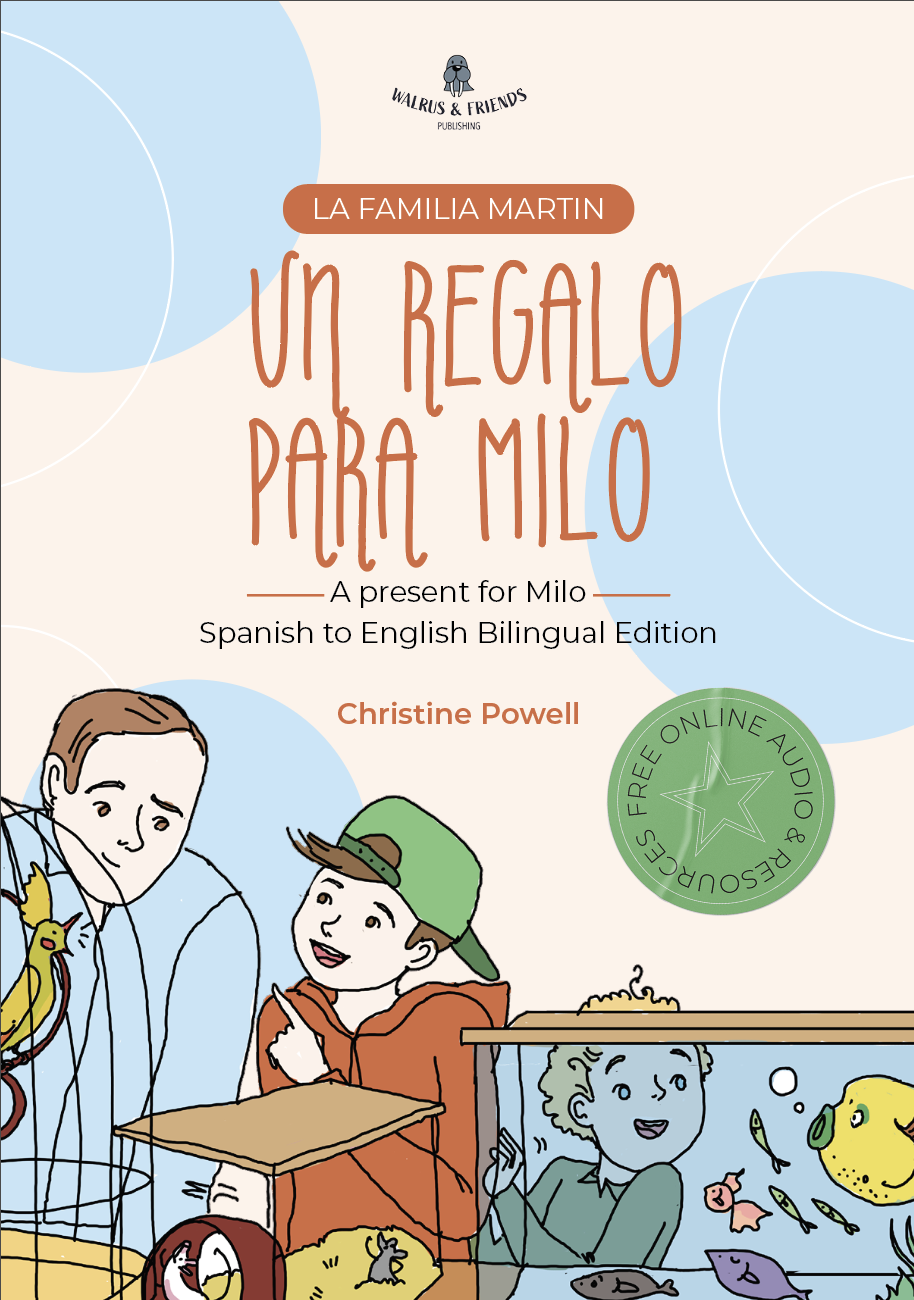 WALRUS & FRIENDS
PUBLISHING
LA FAMILIA MARTIN
UN REGALO
PARA MILO
A present for Milo
Spanish to English Bilingual Edition
Christine Powell
FREE ONLINE AUDIO & RESOURCES